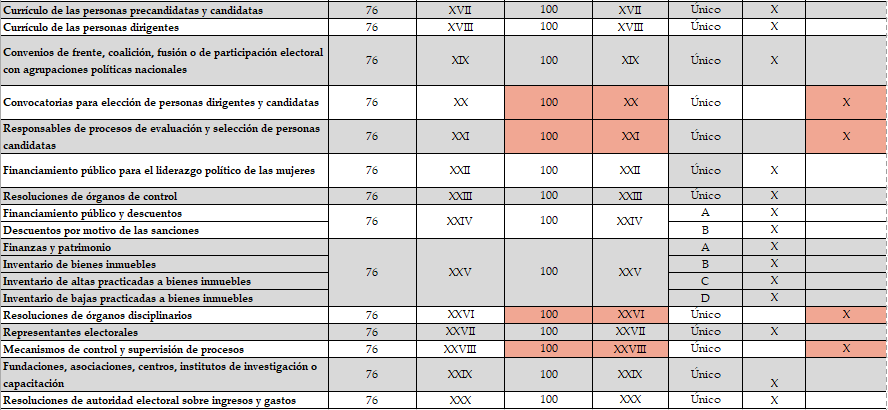 Currículo de las personas precandidatas y candidatas 76 XVII 100 XVII Único X
Currículo de las personas dirigentes 76 XVIII 100 XVIII Único X
Convenios de frente, coalición, fusión o de participación electoral
con agrupaciones políticas nacionales 76 XIX 100 XIX Único X
Convocatorias para elección de personas dirigentes y candidatas 76 XX 100 XX Único X
Responsables de procesos de evaluación y selección de personas
candidatas 76 XXI 100 XXI Único X
Financiamiento público para el liderazgo político de las mujeres 76 XXII 100 XXII Único X
Resoluciones de órganos de control 76 XXIII 100 XXIII Único X
Financiamiento público y descuentos 76 XXIV 100 XXIV A X
Descuentos por motivo de las sanciones B X
Finanzas y patrimonio 76 XXV 100 XXV A X
Inventario de bienes inmuebles B X
Inventario de altas practicadas a bienes inmuebles C X
Inventario de bajas practicadas a bienes inmuebles D X
Resoluciones de órganos disciplinarios 76 XXVI 100 XXVI Único X
Representantes electorales 76 XXVII 100 XXVII Único X
Mecanismos de control y supervisión de procesos 76 XXVIII 100 XXVIII Único X
Fundaciones, asociaciones, centros, institutos de investigación o
capacitación 76 XXIX 100 XXIX Único X
Resoluciones de autoridad electoral sobre ingresos y gastos 76 XXX 100 XXX Único X